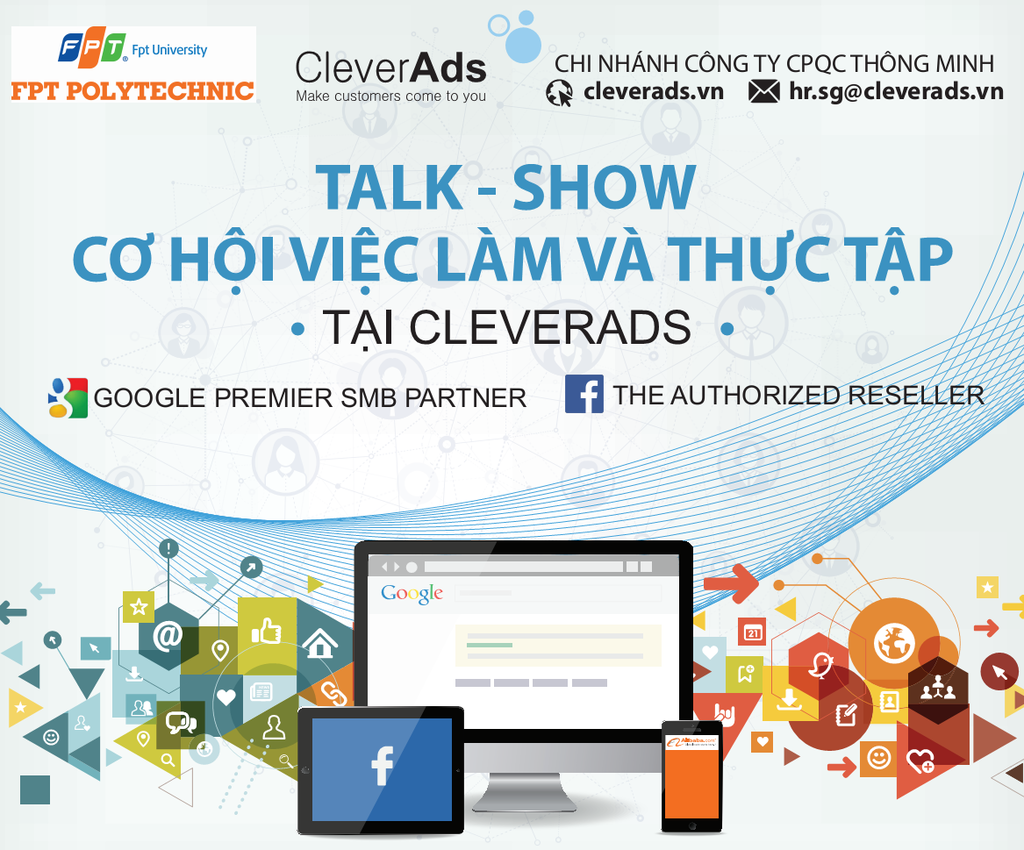 FPT Fpt University
FPT POLYTECHNIC
CleverAds
Make customers come to you
CHI NHÁNH CÔNG TY CPQC THÔNG MINH
cleverads.vn hr.sg@cleverads.vn
TALK - SHOW
CƠ HỘI VIỆC LÀM VÀ THỰC TẬP
• TẠI CLEVERADS •
GOOGLE PREMIER SMB PARTNER
f THE AUTHORIZED RESELLER
Google
21
f
Alibaba.com